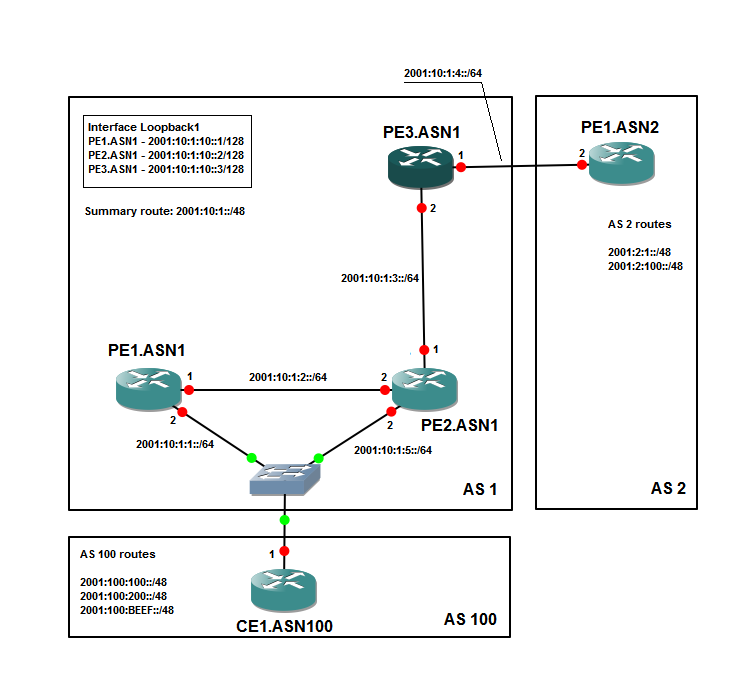 2001:10:1:4::/64
Interface Loopback1
PE1.ASN1 - 2001:10:1:10::1/128
PE2.ASN1 - 2001:10:1:10::2/128
PE3.ASN1 - 2001:10:1:10::3/128
Summary route: 2001:10:1::/48
PE3.ASN1
1
2
PE1.ASN2
2
AS 2 routes
2001:2:1::/48
2001:2:100::/48
2001:10:1:3::/64
PE1.ASN1
1
2
2001:10:1:2::/64
1
2
2
PE2.ASN1
2001:10:1:1::/64
2001:10:1:5::/64
AS 1
AS 2
AS 100 routes
2001:100:100::/48
2001:100:200::/48
2001:100:BEEF::/48
1
CE1.ASN100
AS 100